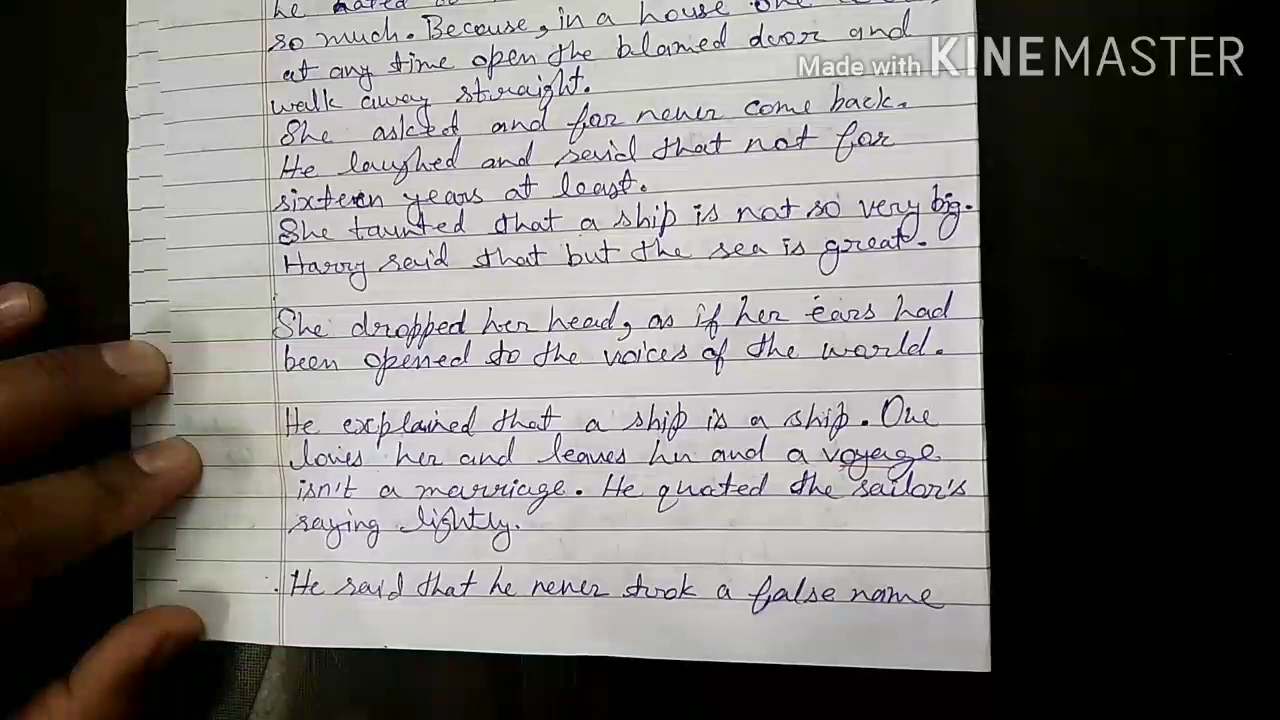 he hated
so much. Because, in a house one
at any time open the blamed door and
walk away straight.
She asked and for never come back.
He laughed and said that not for
sixteen years at least.
She taunted that a ship is not so very big.
Harry said that but the sea is great.
She dropped her head, as if her ears had
been opened to the voices of the world.
He explained that a ship is a ship. One
loves her and leaves her and a voyage
isn't a marriage. He quated the sailor's
saying lightly.
He said that he never took a false name
Made with KINEMASTER